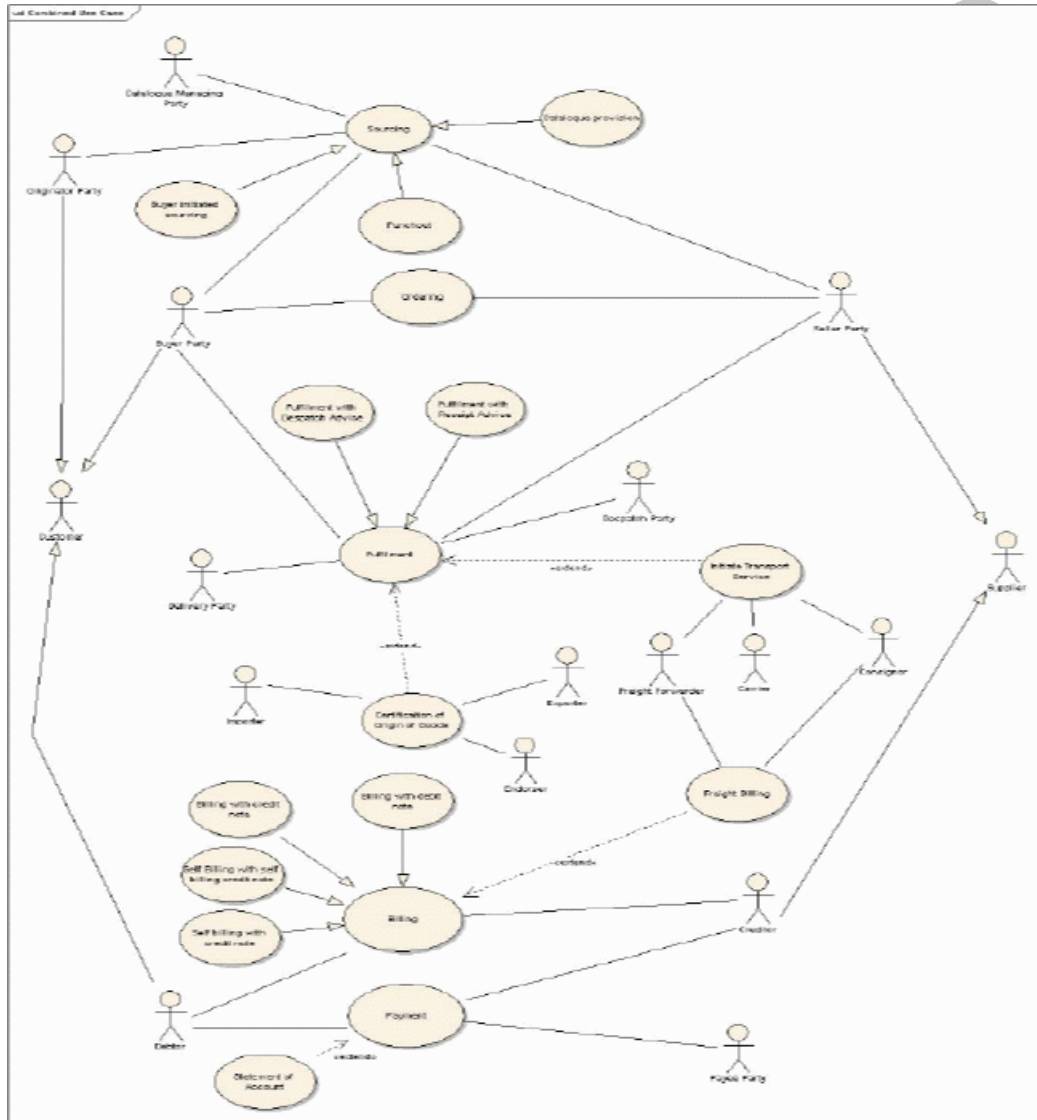 ud Combined Use Case
Catalogue Managing
Party
Sourcing
Catalogue provision
Originator Party
Buyer initiated
sourcing
Punchout
Ordering
Buyer Party
Seller Party
Fulfilment with
Despatch Advice
Fulfilment with
Receipt Advice
Despatch Party
Customer
Fulfilment
«extend»
Initiate Transport
Service
Supplier
Delivery Party
«extend»
Freight Forwarder
Carrier
Consignor
Importer
Exporter
Certification of
Origin of Goods
Endorser
Billing with credit
note
Billing with debit
note
Freight Billing
Self Billing with self
billing credit note
«extend»
Billing
Self billing with
credit note
Creditor
Payment
Debtor
«extend»
Payee Party
Statement of
Account